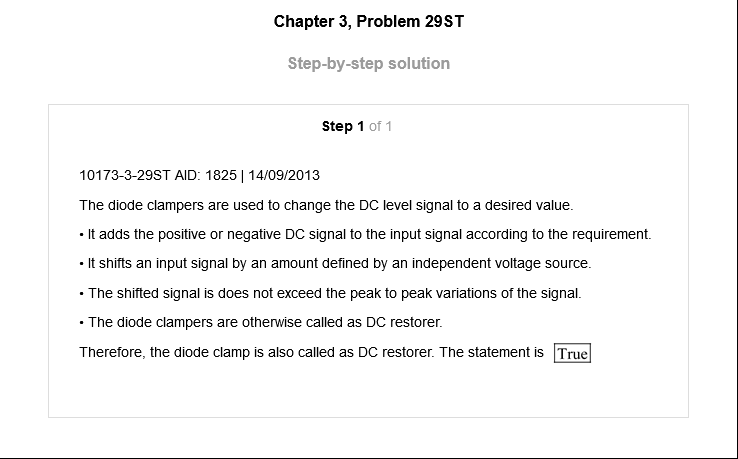 Chapter 3, Problem 29ST
Step-by-step solution
Step 1 of 1
10173-3-29ST AID: 1825 | 14/09/2013
The diode clampers are used to change the DC level signal to a desired value.
• It adds the positive or negative DC signal to the input signal according to the requirement.
• It shifts an input signal by an amount defined by an independent voltage source.
• The shifted signal is does not exceed the peak to peak variations of the signal.
• The diode clampers are otherwise called as DC restorer.
Therefore, the diode clamp is also called as DC restorer. The statement is True